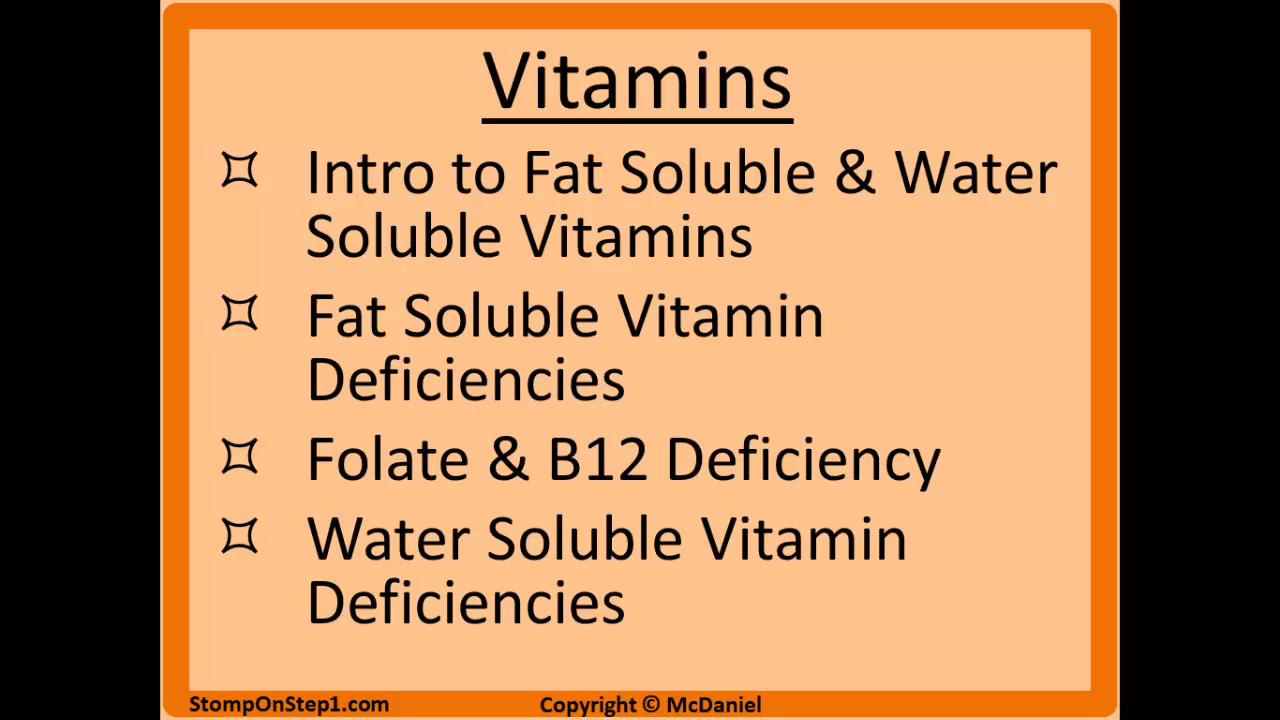 Vitamins
Intro to Fat Soluble & Water
Soluble Vitamins
Fat Soluble Vitamin
Deficiencies
Folate & B12 Deficiency
Water Soluble Vitamin
Deficiencies
StompOnStep1.com
Copyright © McDaniel